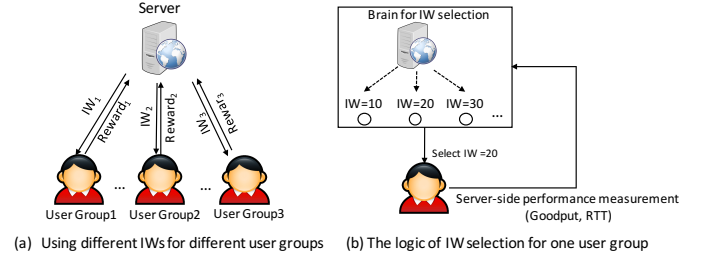 Server
IW1
Reward1
IW2
Reward2
IW3
Rewar3
...
...
User Group1
User Group2
User Group3
(a) Using different IWs for different user groups
Brain for IW selection
IW=10
IW=20
IW=30
...
Select IW =20
Server-side performance measurement
(Goodput, RTT)
(b) The logic of IW selection for one user group